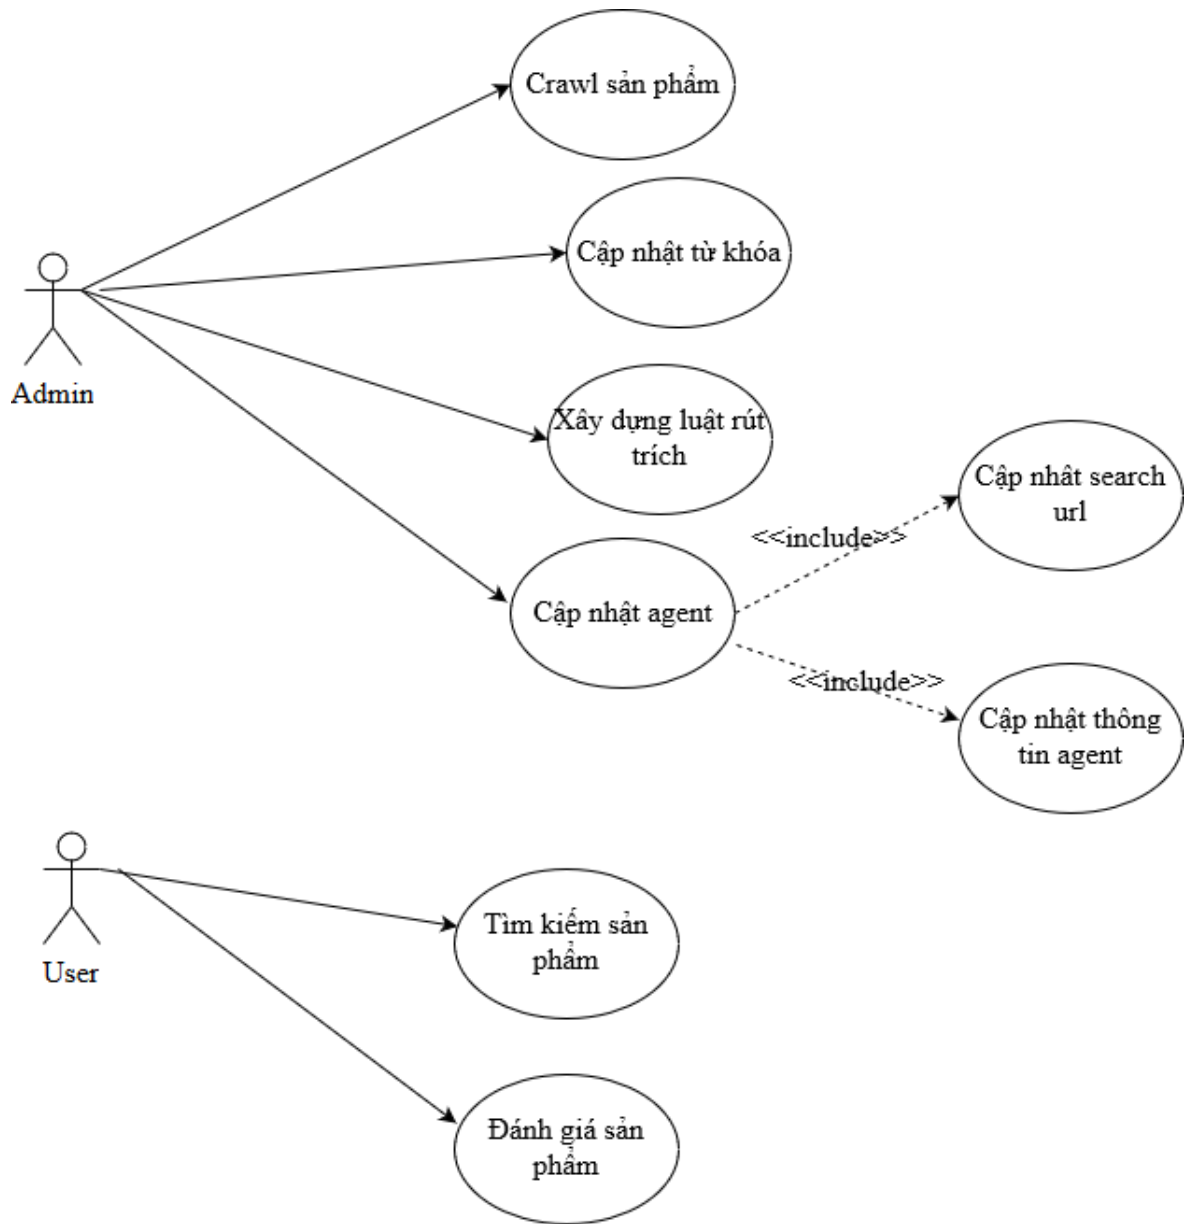 Crawl sản phẩm
Cập nhật từ khóa
Admin
Xây dựng luật rút
trích
Cập nhât search
url
<<include>>
Cập nhật agent
<<include>>
Cập nhật thông
tin agent
User
Tìm kiếm sản
phẩm
Đánh giá sản
phẩm